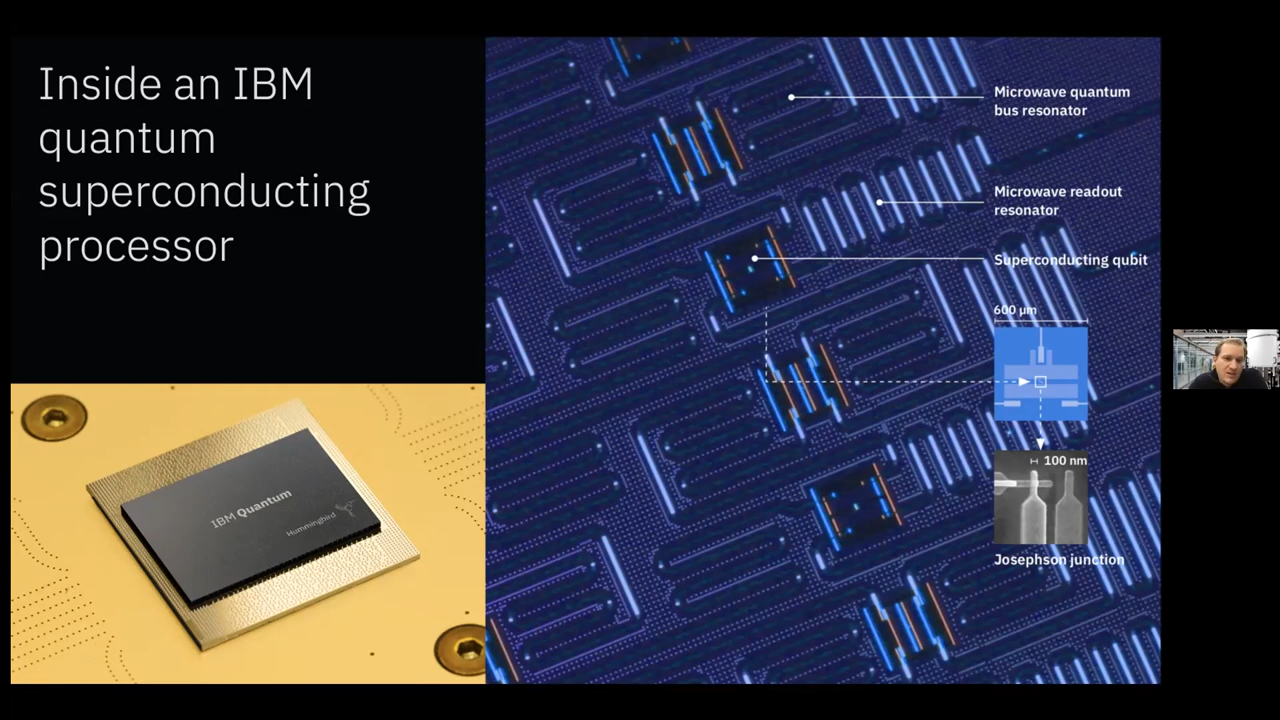 Inside an IBM
quantum
superconducting
processor
IBM Quantum
Hummingbird
Microwave quantum
bus resonator
Microwave readout
resonator
Superconducting qubit
600 μm
100 nm
Josephson junction